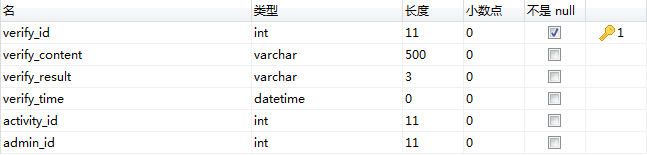 名 类型 长度 小数点 不是 null
verify_id int 11 0 1
verify_content varchar 500 0
verify_result varchar 3 0
verify_time datetime 0 0
activity_id int 11 0
admin_id int 11 0